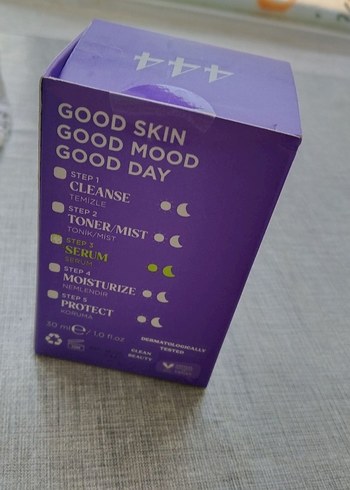 444
GOOD SKIN
GOOD MOOD
GOOD DAY
STEP 1
CLEANSE
TEMIZLE
STEP 2
TONER/MIST
TONIK/MIST
STEP 3
SERUM
SERUM
STEP 4
MOISTURIZE
NEMLENDIR
STEP 5
PROTECT
KORUMA
30 ml e / 1.0 fl.oz
DERMATOLOGICALLY
TESTED
CLEAN
BEAUTY